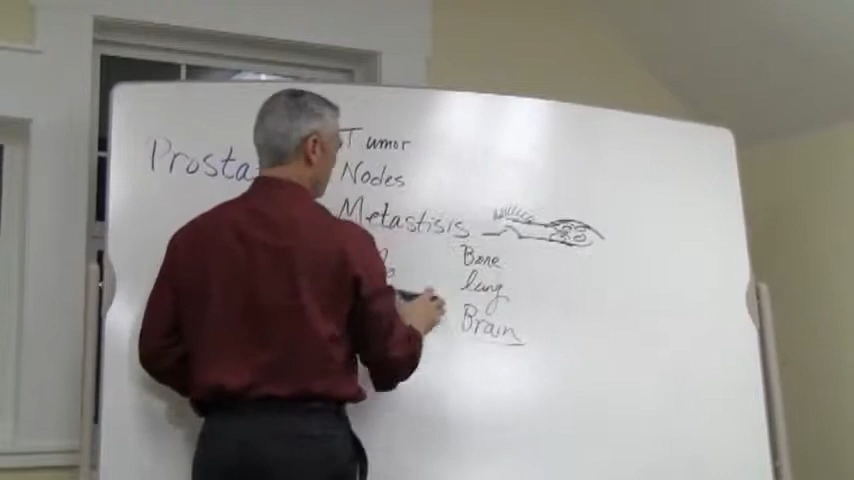 Prosta
Tumor
Nodes
Metastisis
Bone
lung
Brain